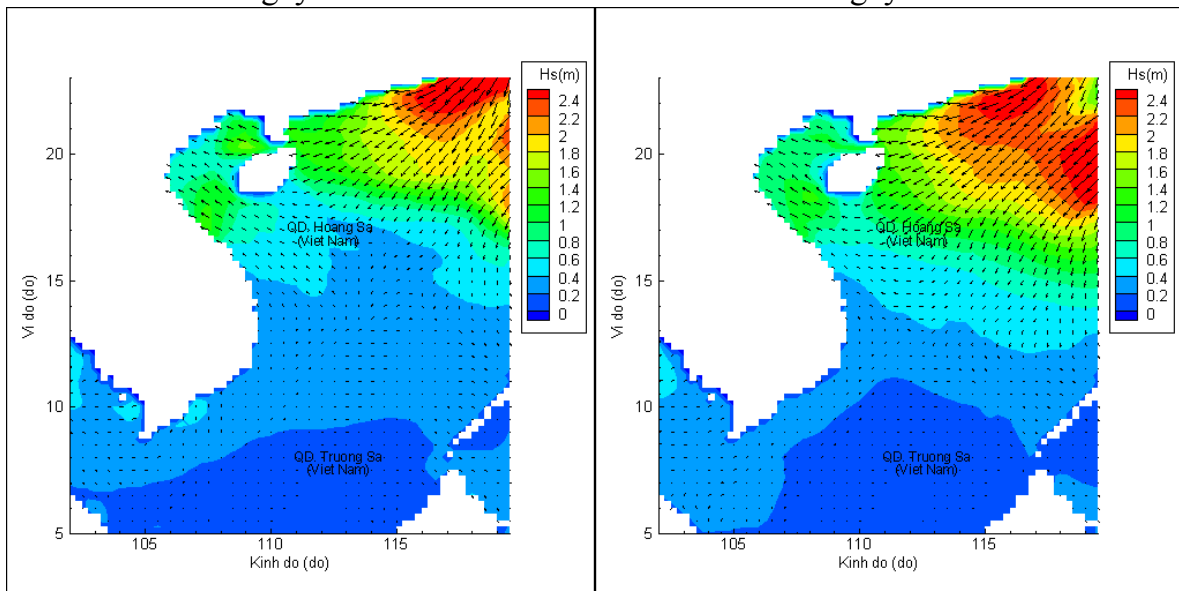 Hs(m)
2.4
2.2
2
1.8
1.6
1.4
1.2
1
0.8
0.6
0.4
0.2
0
20
15
10
5
Vi do (do)
QD. Hoang Sa
(Viet Nam)
QD. Truong Sa
(Viet Nam)
105
110
115
Kinh do (do)
Hs(m)
2.4
2.2
2
1.8
1.6
1.4
1.2
1
0.8
0.6
0.4
0.2
0
20
15
10
5
Vi do (do)
QD. Hoang Sa
(Viet Nam)
QD. Truong Sa
(Viet Nam)
105
110
115
Kinh do (do)